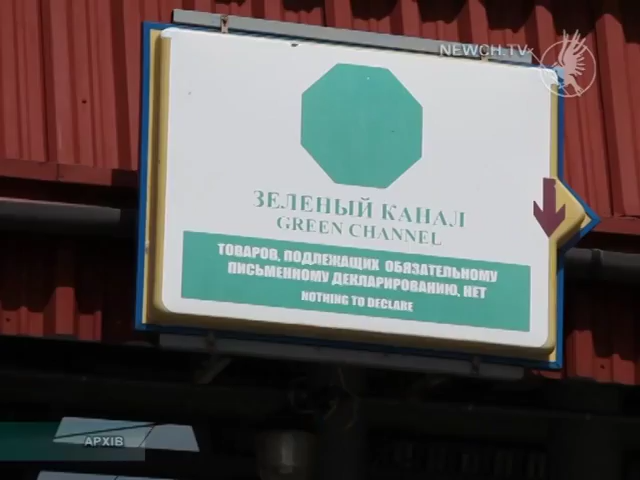 NEWCH.TV
ЗЕЛЕНЫЙ КАНАЛ
GREEN CHANNEL
ТОВАРОВ, ПОДЛЕЖАЩИХ ОБЯЗАТЕЛЬНОМУ
ПИСЬМЕННОМУ ДЕКЛАРИРОВАНИЮ, НЕТ
NOTHING TO DECLARE
АРХІВ